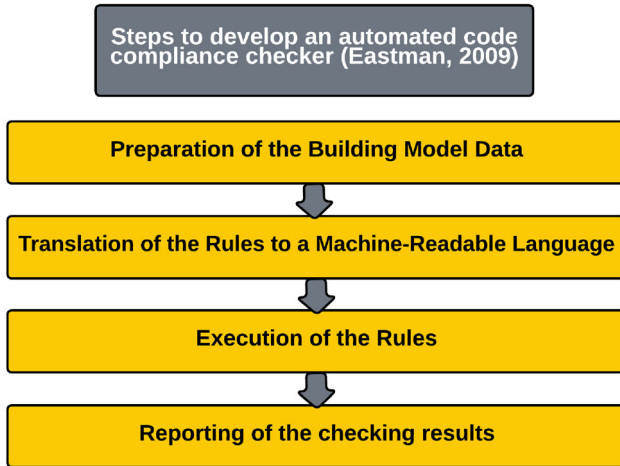 Steps to develop an automated code
compliance checker (Eastman, 2009)
Preparation of the Building Model Data
Translation of the Rules to a Machine-Readable Language
Execution of the Rules
Reporting of the checking results